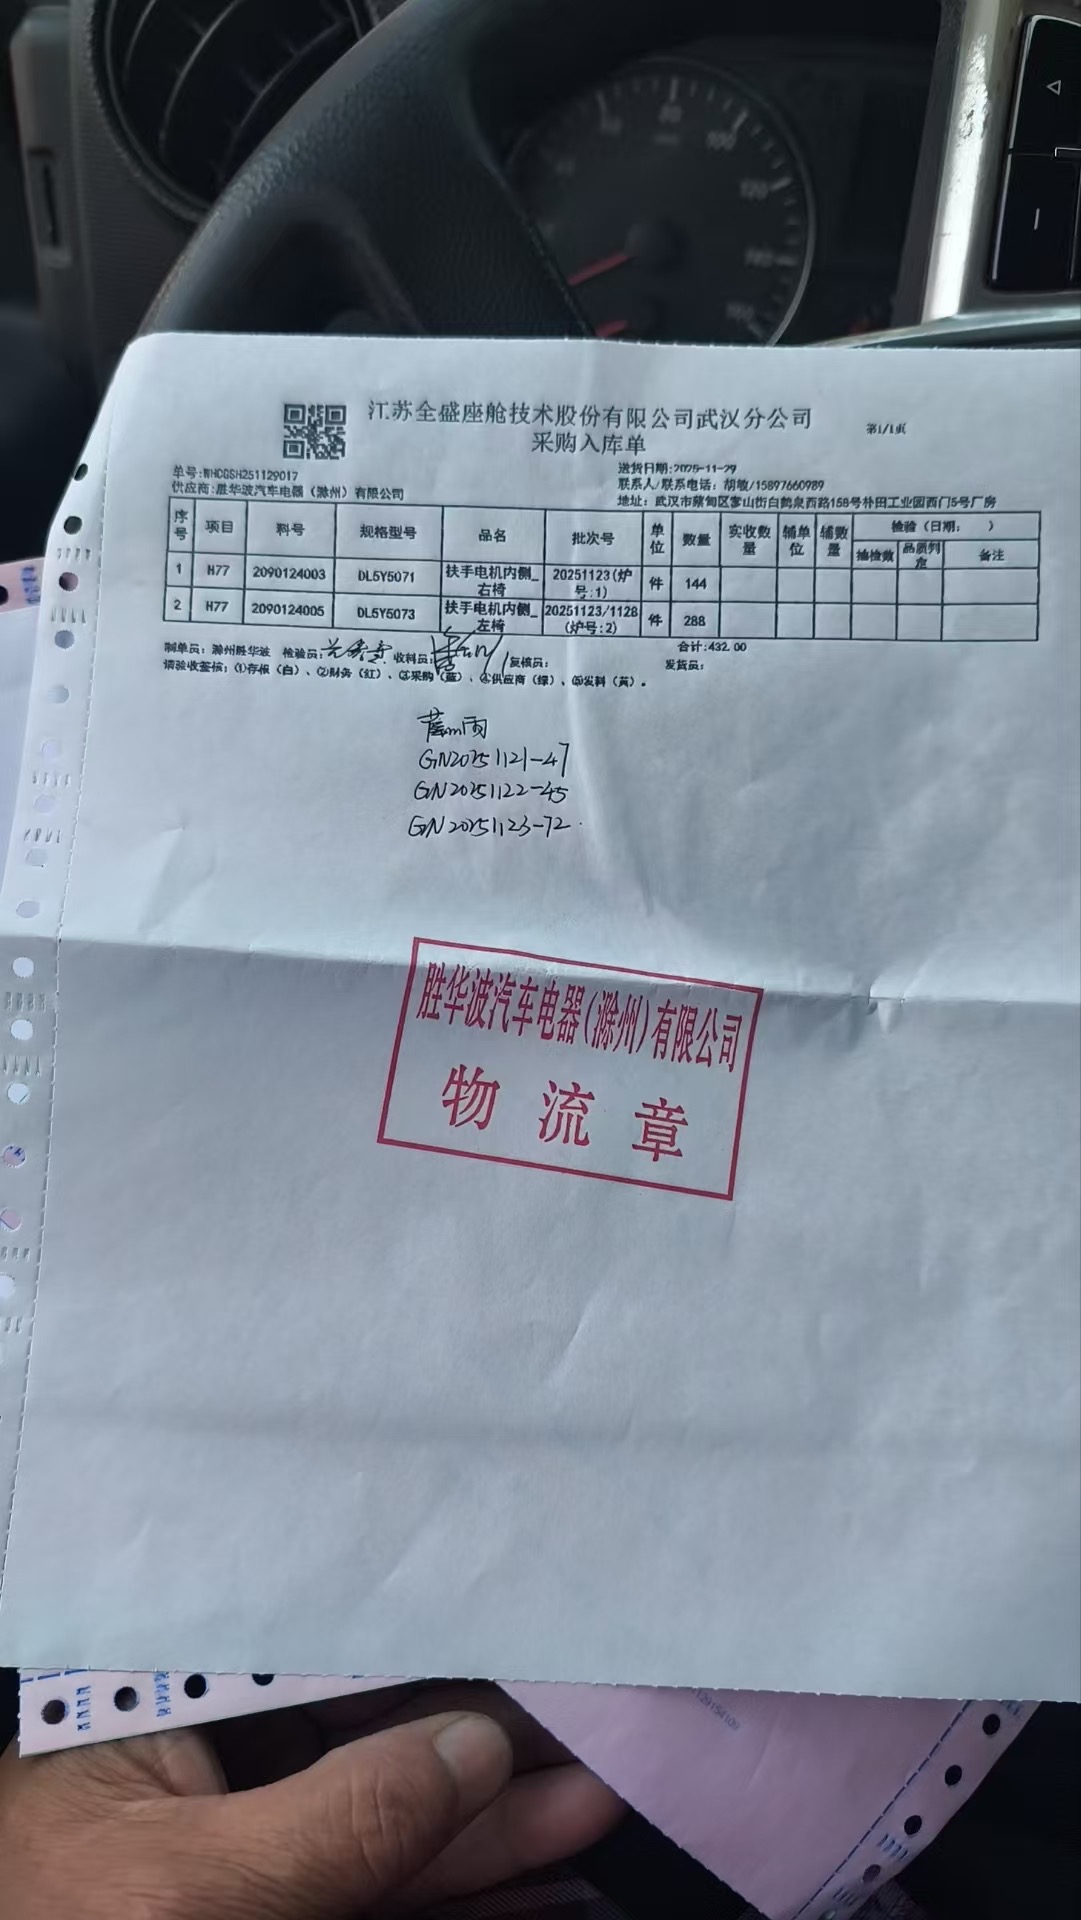 江苏全盛座舱技术股份有限公司武汉分公司
采购入库单
第1/1页
单号:WHCGSH251129017
送货日期:2025-11-29
供应商:胜华波汽车电器（滁州）有限公司
联系人/联系电话: 胡敏/15897660989
地址: 武汉市蔡甸区奓山街白鹤泉西路158号朴田工业园西门5号厂房
序号 项目 料号 规格型号 品名 批次号 单位 数量 实收数量 辅单位 辅数量 检验（日期: ）
抽检数 品质判定 备注
1 H77 2090124003 DL5Y5071 扶手电机内侧_右椅 20251123(炉号:1) 件 144
2 H77 2090124005 DL5Y5073 扶手电机内侧_左椅 20251123/1128(炉号:2) 件 288
合计:432.00
制单员: 滁州胜华波 检验员: 收料员: 复核员: 发货员:
请验收签核: ①存根（白）、②财务（红）、③采购（蓝）、④供应商（绿）、⑤发料（黄）。
GN20251121-47
GN20251122-45
GN20251123-72
胜华波汽车电器(滁州)有限公司
物流章